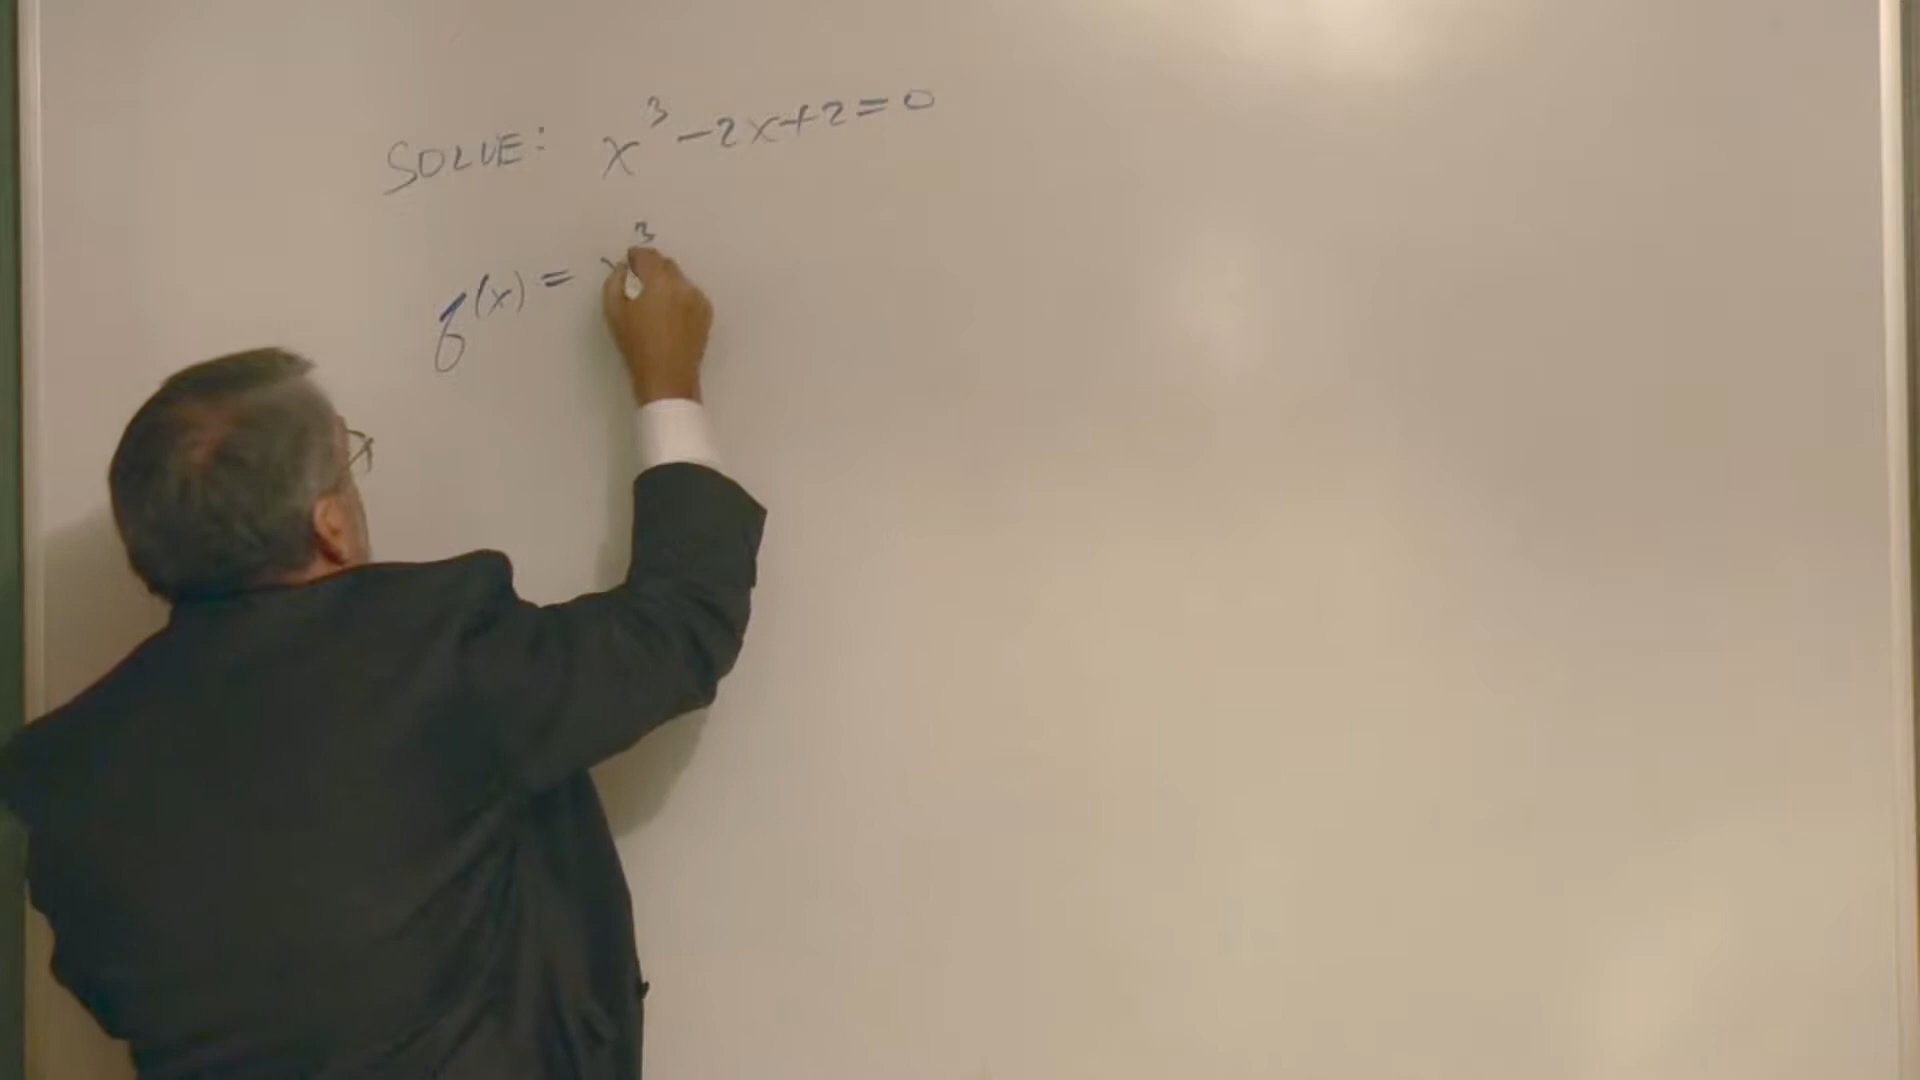 SOLVE: x³-2x+2=0
f(x) = x³